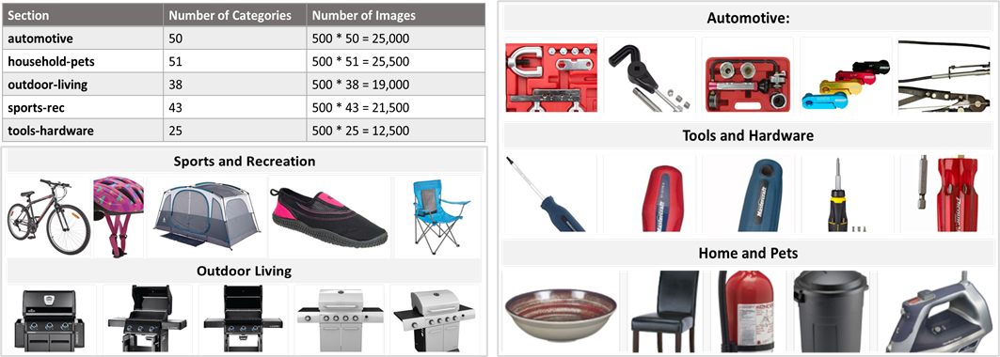 Section Number of Categories Number of Images
automotive 50 500 * 50 = 25,000
household-pets 51 500 * 51 = 25,500
outdoor-living 38 500 * 38 = 19,000
sports-rec 43 500 * 43 = 21,500
tools-hardware 25 500 * 25 = 12,500
Sports and Recreation
Outdoor Living
Automotive:
Tools and Hardware
Home and Pets